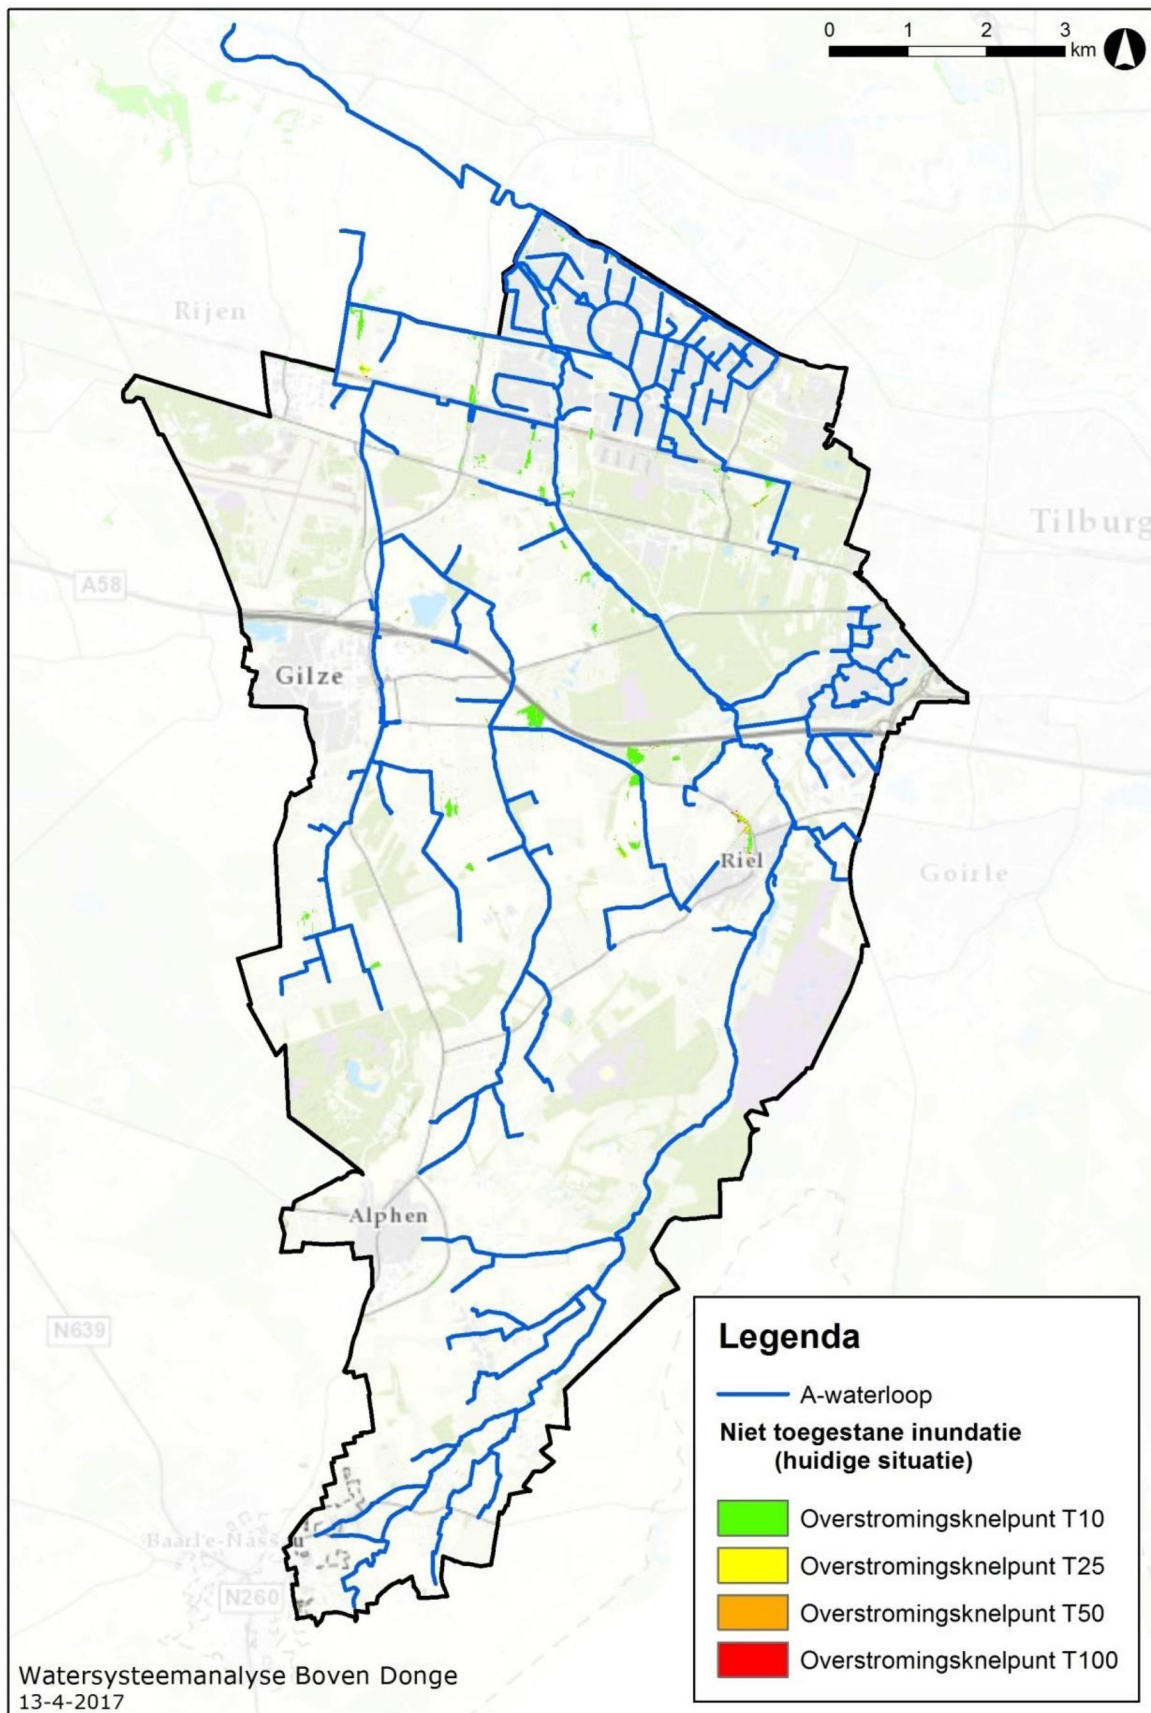 0 1 2 3
km
Rijen
Tilburg
A58
Gilze
Riel
Goirle
Alphen
N639
Baarle-Nassau
N260
Legenda
A-waterloop
Niet toegestane inundatie
(huidige situatie)
Overstromingsknelpunt T10
Overstromingsknelpunt T25
Overstromingsknelpunt T50
Overstromingsknelpunt T100
Watersysteemanalyse Boven Donge
13-4-2017